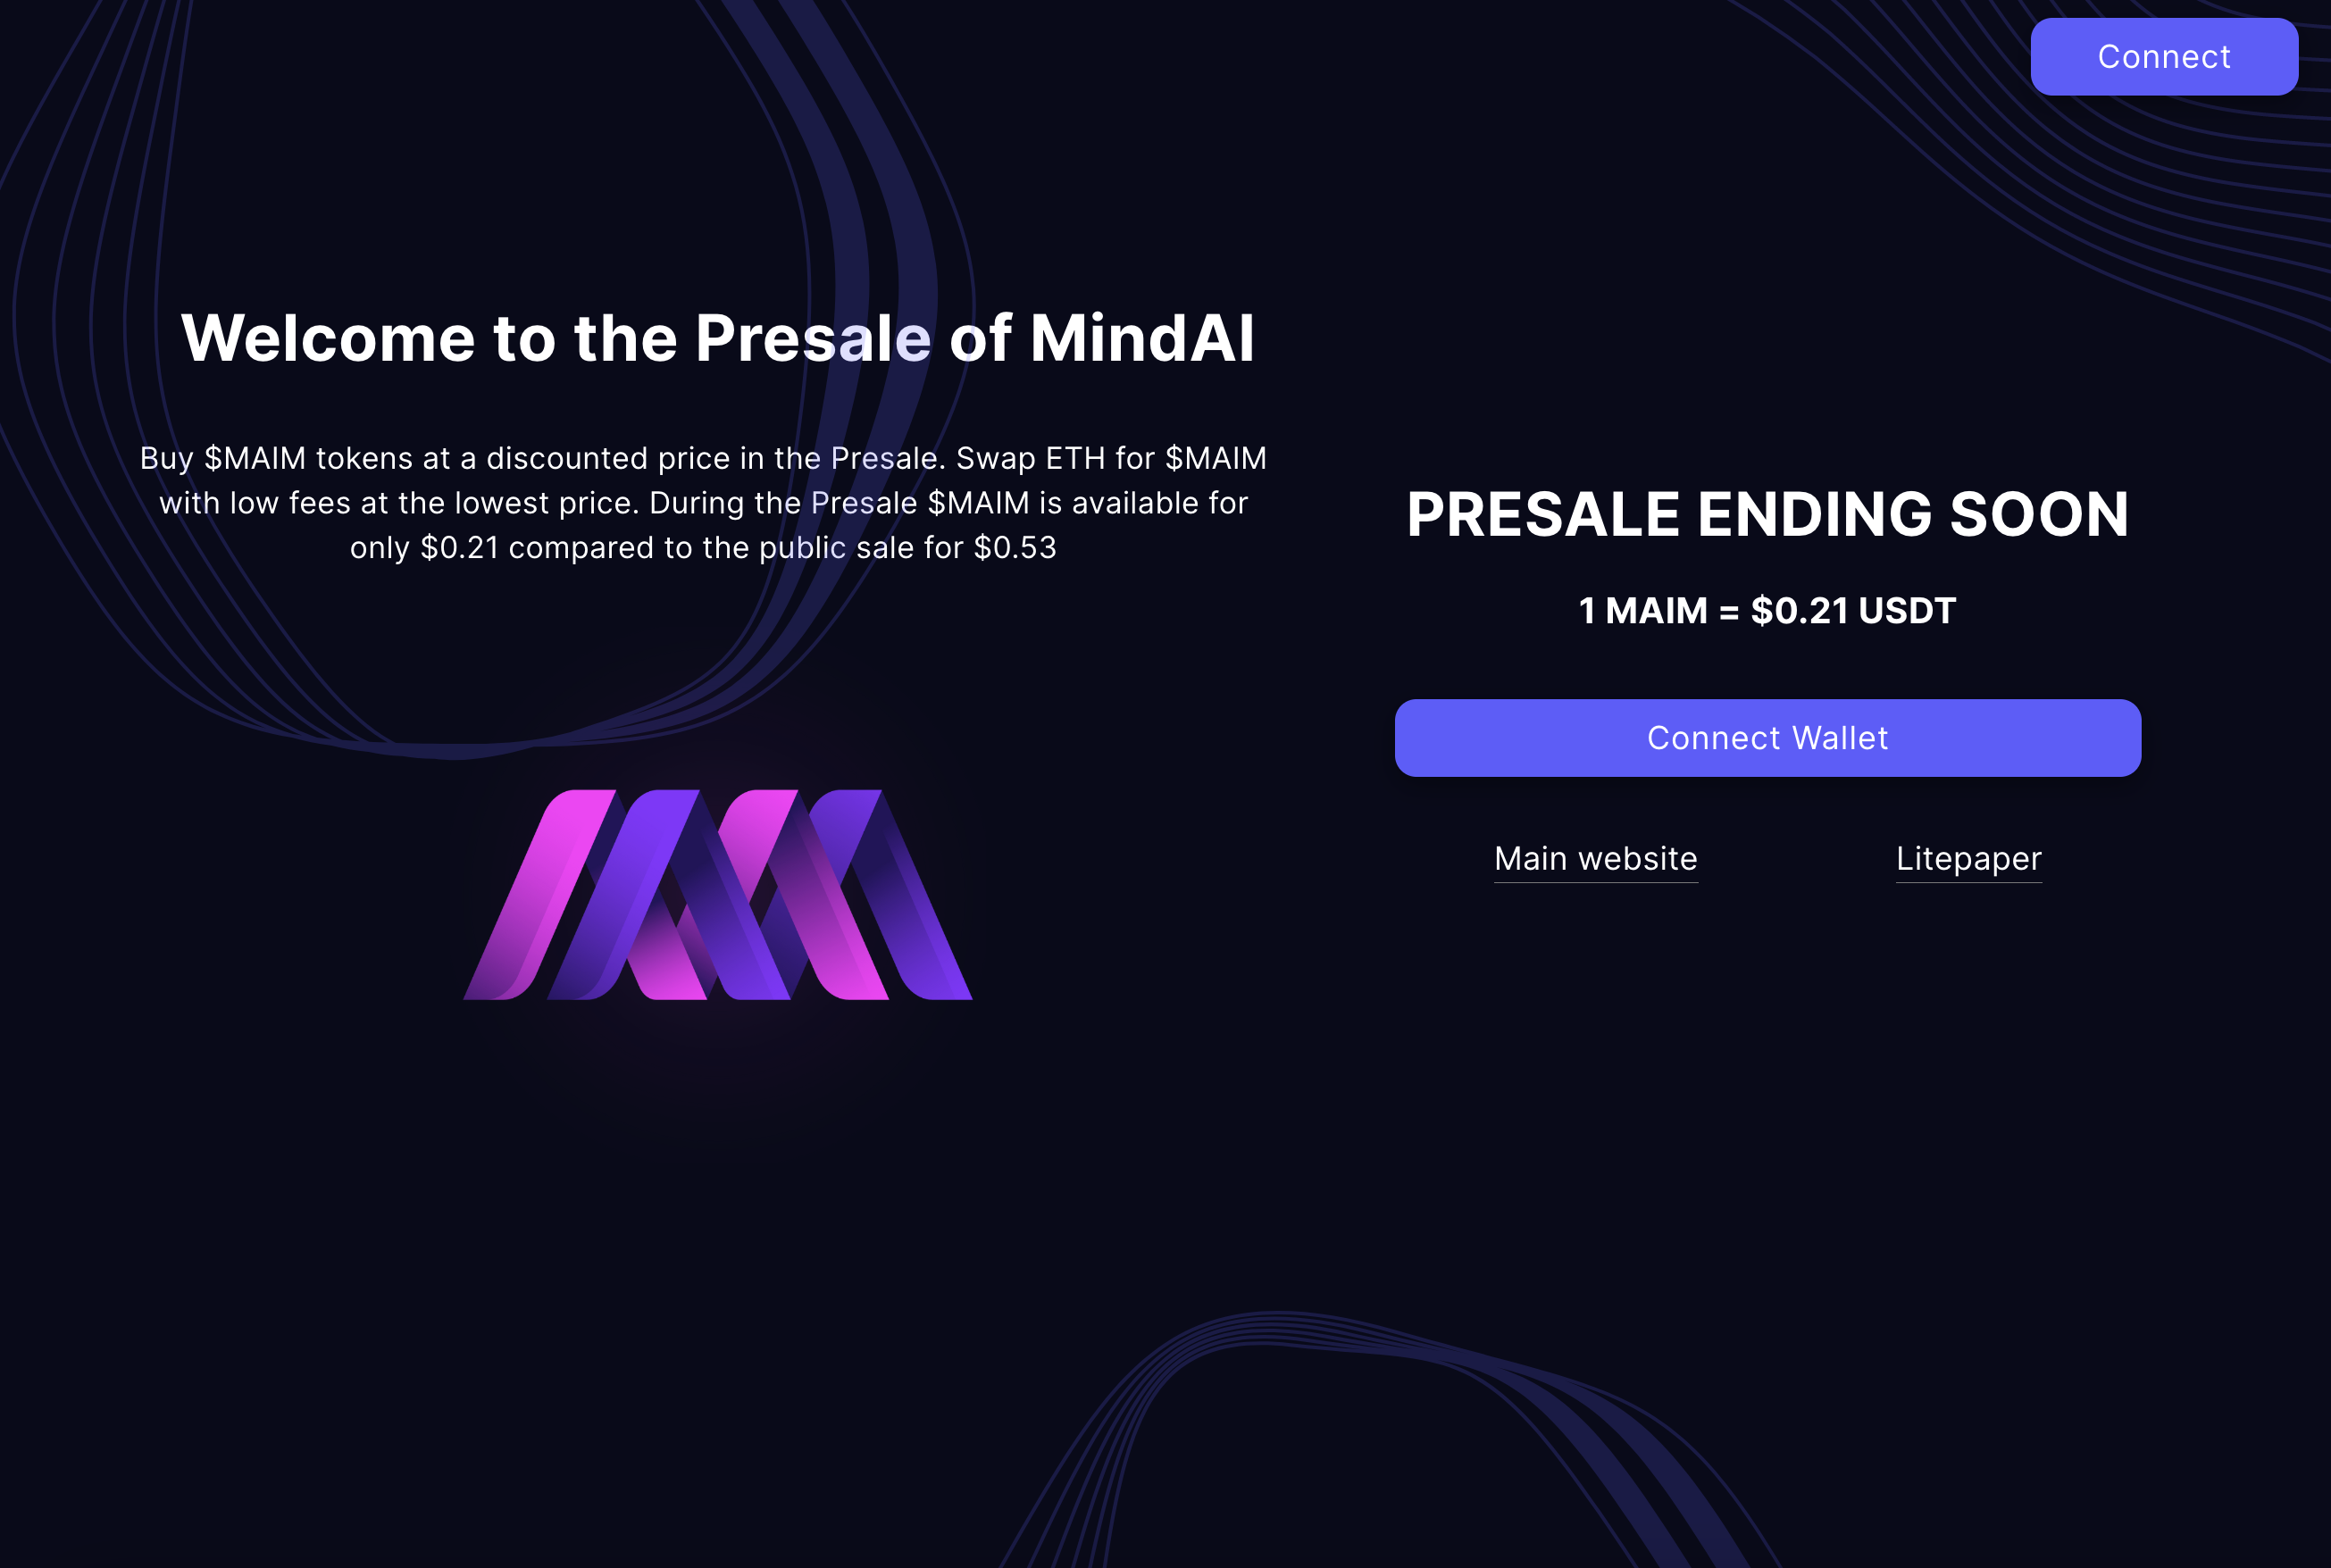 Connect
Welcome to the Presale of MindAI
Buy $MAIM tokens at a discounted price in the Presale. Swap ETH for $MAIM
with low fees at the lowest price. During the Presale $MAIM is available for
only $0.21 compared to the public sale for $0.53
PRESALE ENDING SOON
1 MAIM = $0.21 USDT
Connect Wallet
Main website
Litepaper